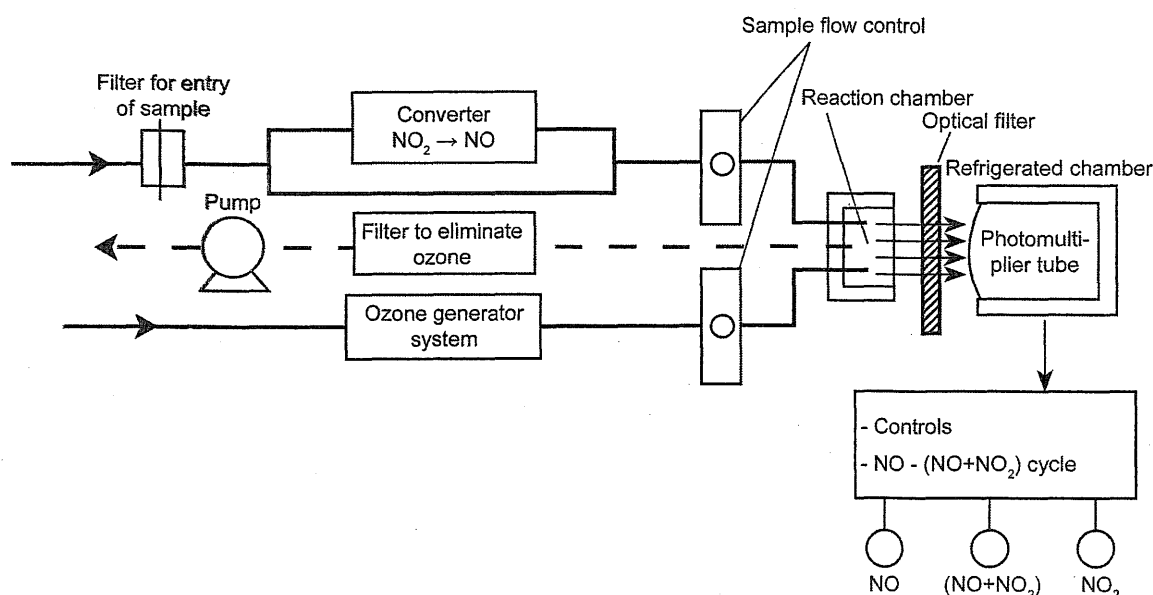 Sample flow control
Filter for entry
of sample
Converter
NO₂ → NO
Reaction chamber
Optical filter
Refrigerated chamber
Pump
Filter to eliminate
ozone
Photomulti-
plier tube
Ozone generator
system
- Controls
- NO - (NO+NO₂) cycle
NO
(NO+NO₂)
NO₂